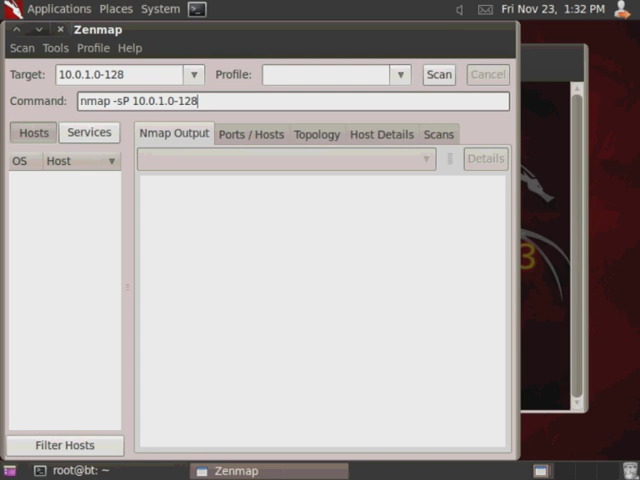 Applications Places System Fri Nov 23, 1:32 PM
Zenmap
Scan Tools Profile Help
Target: 10.0.1.0-128 Profile: Scan Cancel
Command: nmap -sP 10.0.1.0-128
Hosts Services Nmap Output Ports / Hosts Topology Host Details Scans
OS Host Details
3
Filter Hosts
root@bt: ~ Zenmap